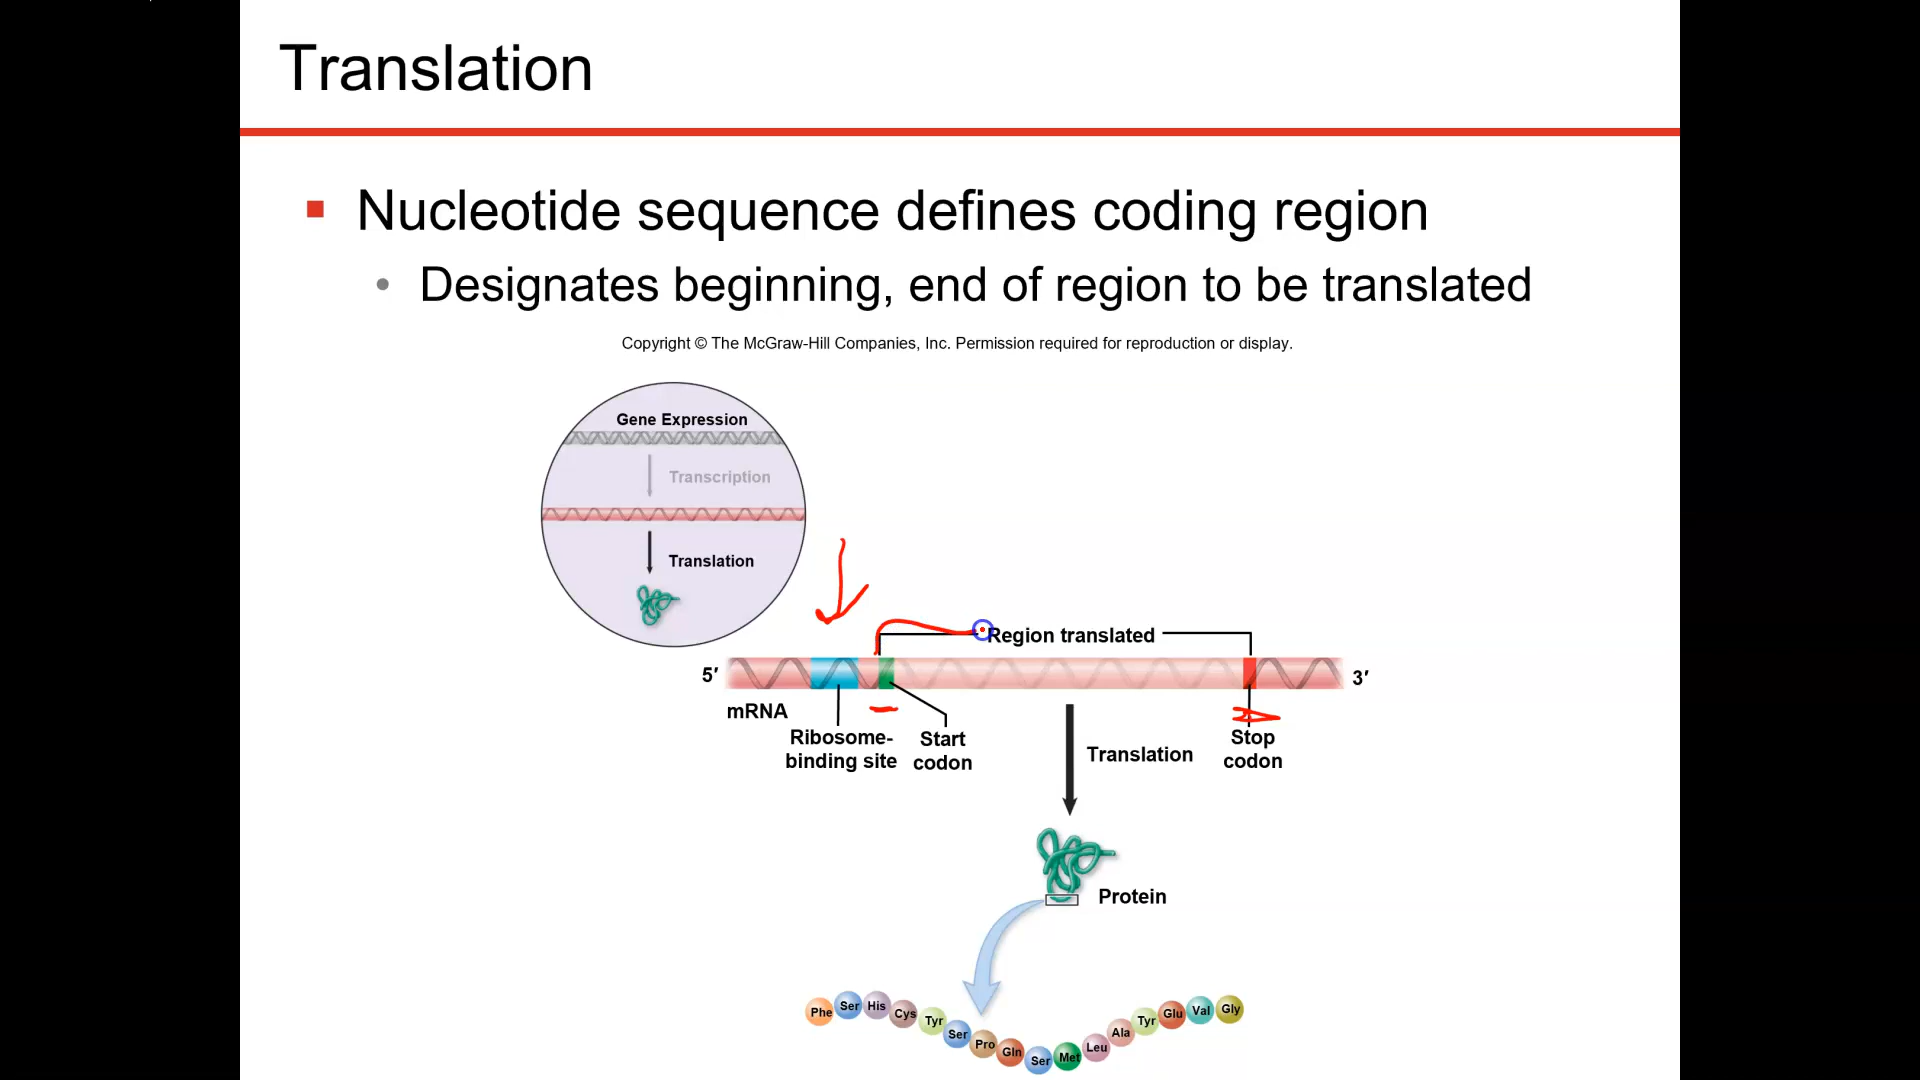 Translation
Nucleotide sequence defines coding region
Designates beginning, end of region to be translated
Copyright © The McGraw-Hill Companies, Inc. Permission required for reproduction or display.
Gene Expression
Transcription
Translation
Region translated
5′
3′
mRNA
Ribosome-
binding site
Start
codon
Translation
Stop
codon
Protein
Phe Ser His Cys Tyr Ser Pro Gln Ser Met Leu Ala Tyr Glu Val Gly